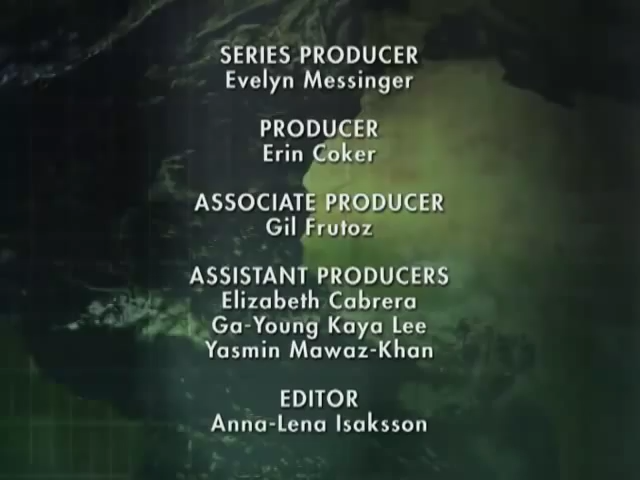 SERIES PRODUCER
Evelyn Messinger
PRODUCER
Erin Coker
ASSOCIATE PRODUCER
Gil Frutoz
ASSISTANT PRODUCERS
Elizabeth Cabrera
Ga-Young Kaya Lee
Yasmin Mawaz-Khan
EDITOR
Anna-Lena Isaksson